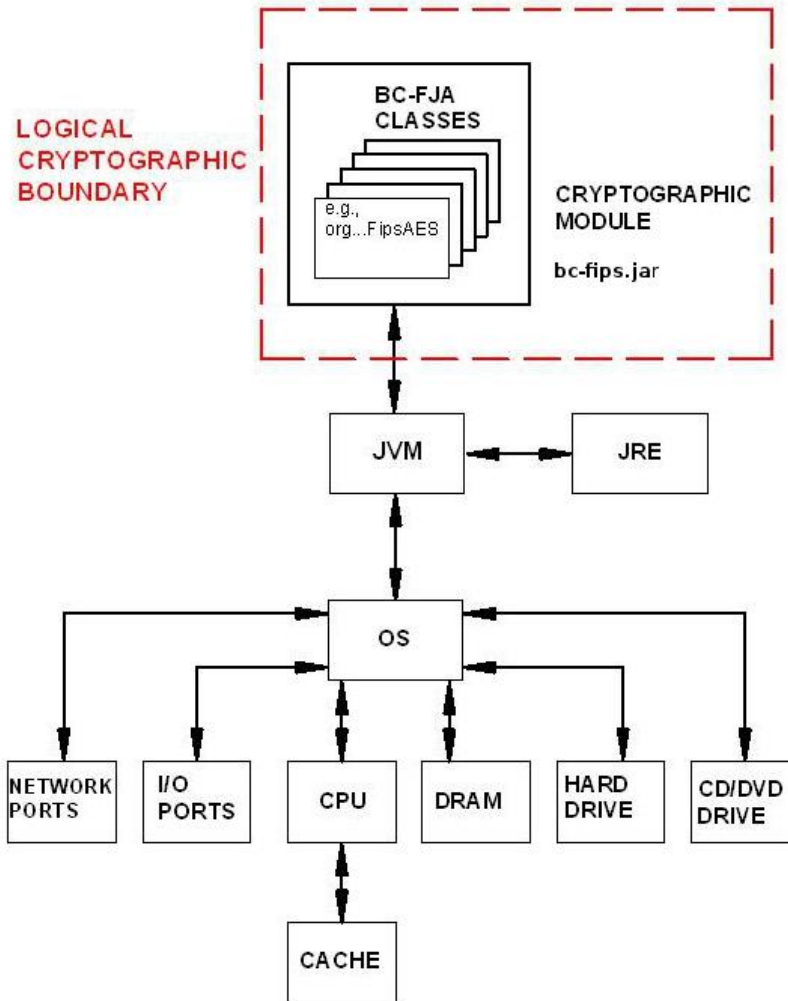 BC-FJA
CLASSES
LOGICAL
CRYPTOGRAPHIC
BOUNDARY
e.g.,
org...FipsAES
CRYPTOGRAPHIC
MODULE
bc-fips.jar
JVM
JRE
OS
NETWORK
PORTS
I/O
PORTS
CPU
DRAM
HARD
DRIVE
CD/DVD
DRIVE
CACHE